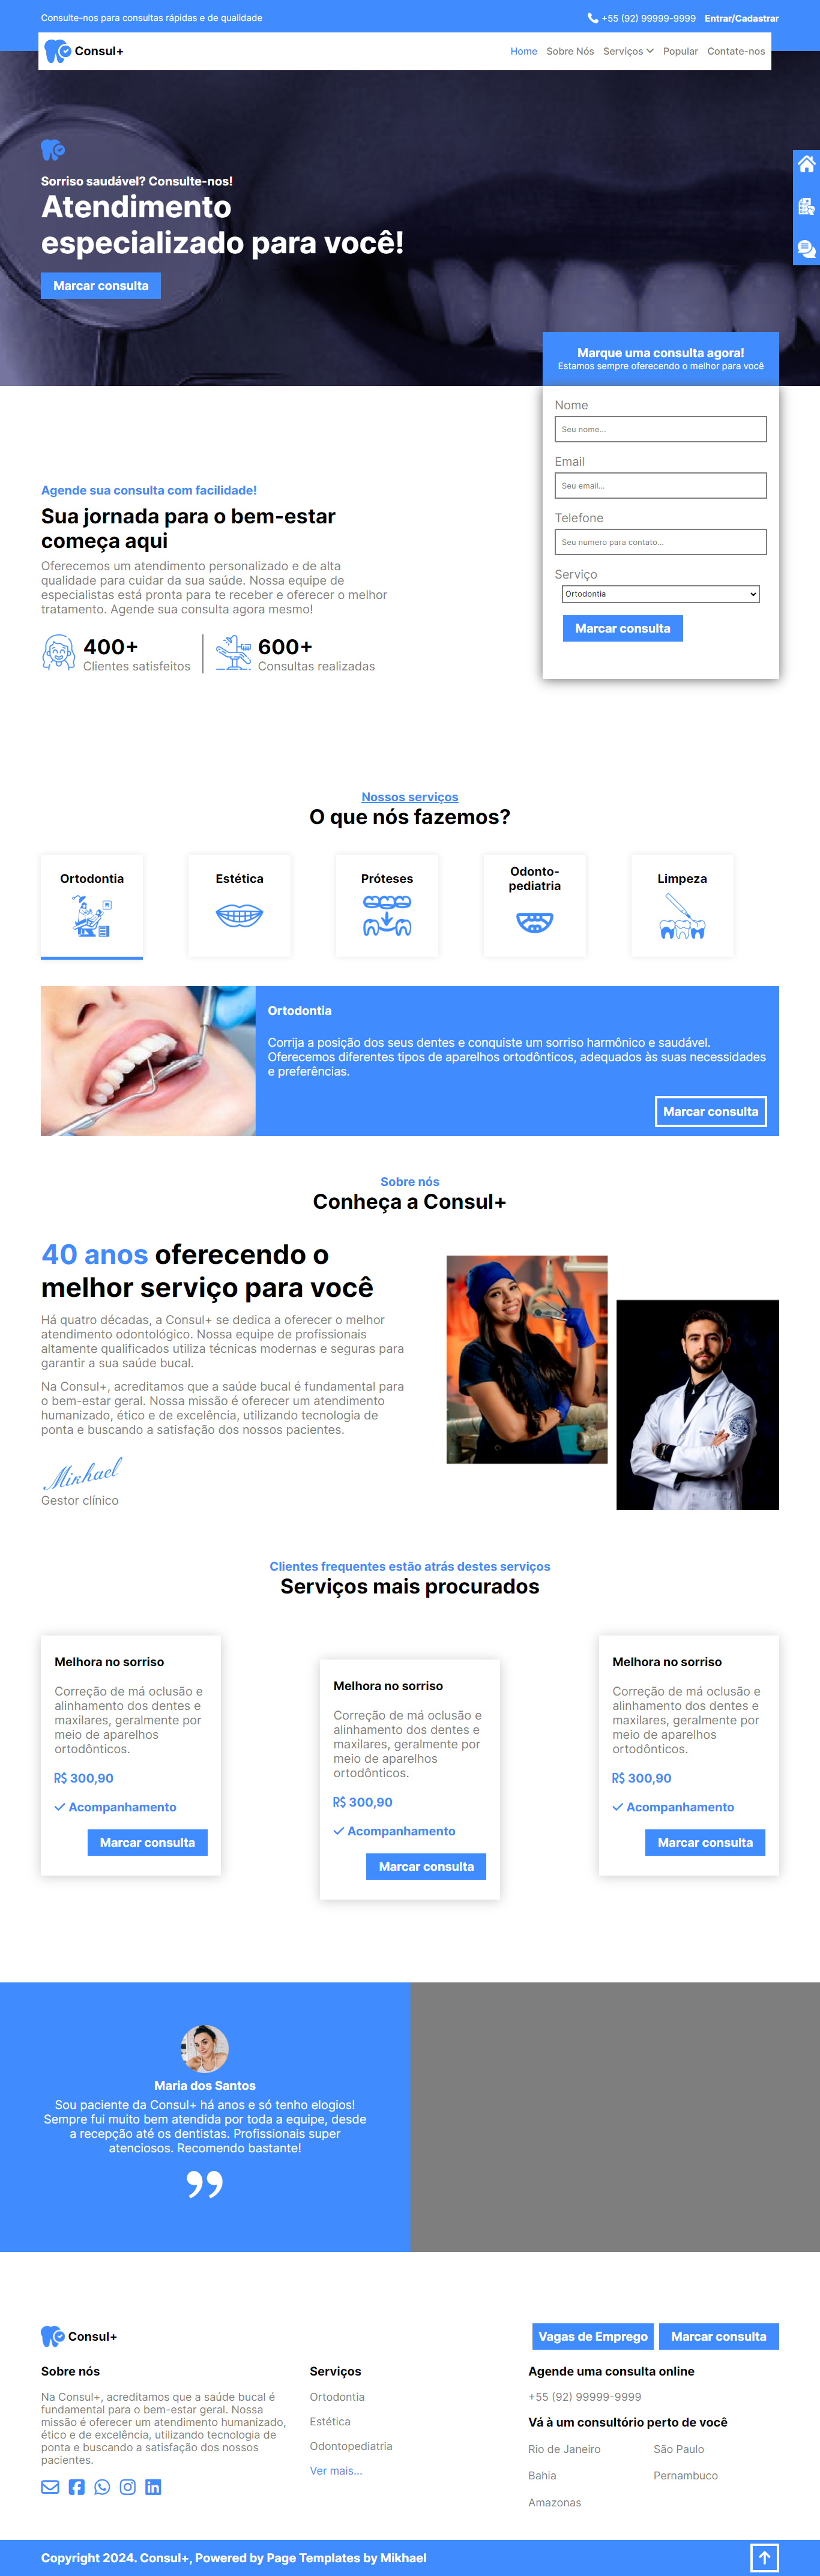 Consulte-nos para consultas rápidas e de qualidade
+55 (92) 99999-9999 Entrar/Cadastrar
Consul+
Home Sobre Nós Serviços Popular Contate-nos
Sorriso saudável? Consulte-nos!
Atendimento
especializado para você!
Marcar consulta
Marque uma consulta agora!
Estamos sempre oferecendo o melhor para você
Nome
Seu nome...
Email
Seu email...
Telefone
Seu numero para contato...
Serviço
Ortodontia
Marcar consulta
Agende sua consulta com facilidade!
Sua jornada para o bem-estar
começa aqui
Oferecemos um atendimento personalizado e de alta
qualidade para cuidar da sua saúde. Nossa equipe de
especialistas está pronta para te receber e oferecer o melhor
tratamento. Agende sua consulta agora mesmo!
400+
Clientes satisfeitos
600+
Consultas realizadas
Nossos serviços
O que nós fazemos?
Ortodontia
Estética
Próteses
Odonto-
pediatria
Limpeza
Ortodontia
Corrija a posição dos seus dentes e conquiste um sorriso harmônico e saudável.
Oferecemos diferentes tipos de aparelhos ortodônticos, adequados às suas necessidades
e preferências.
Marcar consulta
Sobre nós
Conheça a Consul+
40 anos oferecendo o
melhor serviço para você
Há quatro décadas, a Consul+ se dedica a oferecer o melhor
atendimento odontológico. Nossa equipe de profissionais
altamente qualificados utiliza técnicas modernas e seguras para
garantir a sua saúde bucal.
Na Consul+, acreditamos que a saúde bucal é fundamental para
o bem-estar geral. Nossa missão é oferecer um atendimento
humanizado, ético e de excelência, utilizando tecnologia de
ponta e buscando a satisfação dos nossos pacientes.
Mikhael
Gestor clínico
Clientes frequentes estão atrás destes serviços
Serviços mais procurados
Melhora no sorriso
Correção de má oclusão e
alinhamento dos dentes e
maxilares, geralmente por
meio de aparelhos
ortodônticos.
R$ 300,90
Acompanhamento
Marcar consulta
Melhora no sorriso
Correção de má oclusão e
alinhamento dos dentes e
maxilares, geralmente por
meio de aparelhos
ortodônticos.
R$ 300,90
Acompanhamento
Marcar consulta
Melhora no sorriso
Correção de má oclusão e
alinhamento dos dentes e
maxilares, geralmente por
meio de aparelhos
ortodônticos.
R$ 300,90
Acompanhamento
Marcar consulta
Maria dos Santos
Sou paciente da Consul+ há anos e só tenho elogios!
Sempre fui muito bem atendida por toda a equipe, desde
a recepção até os dentistas. Profissionais super
atenciosos. Recomendo bastante!
Consul+
Vagas de Emprego
Marcar consulta
Sobre nós
Na Consul+, acreditamos que a saúde bucal é
fundamental para o bem-estar geral. Nossa
missão é oferecer um atendimento humanizado,
ético e de excelência, utilizando tecnologia de
ponta e buscando a satisfação dos nossos
pacientes.
Serviços
Ortodontia
Estética
Odontopediatria
Ver mais...
Agende uma consulta online
+55 (92) 99999-9999
Vá à um consultório perto de você
Rio de Janeiro São Paulo
Bahia Pernambuco
Amazonas
Copyright 2024. Consul+, Powered by Page Templates by Mikhael